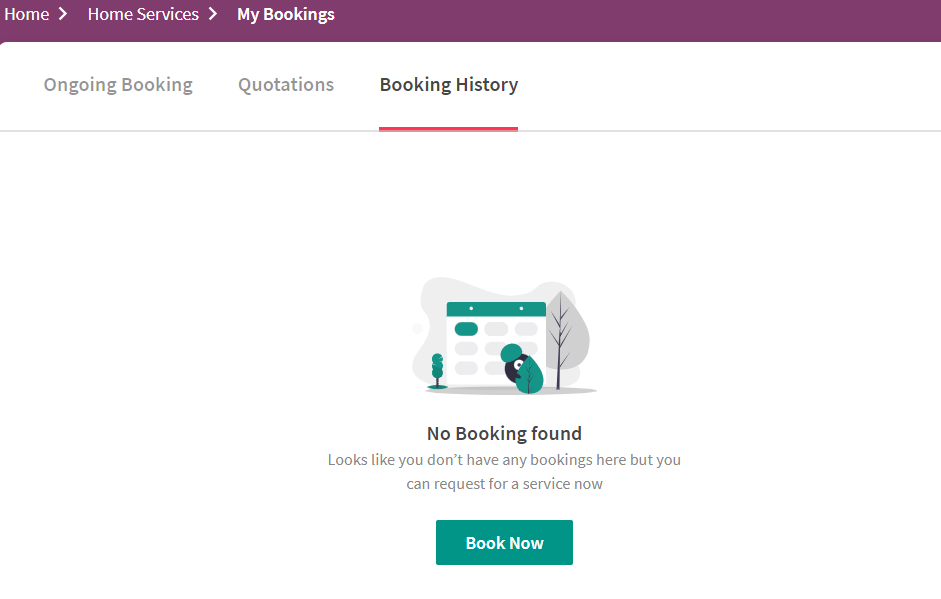 Home > Home Services > My Bookings
Ongoing Booking Quotations Booking History
No Booking found
Looks like you don’t have any bookings here but you
can request for a service now
Book Now